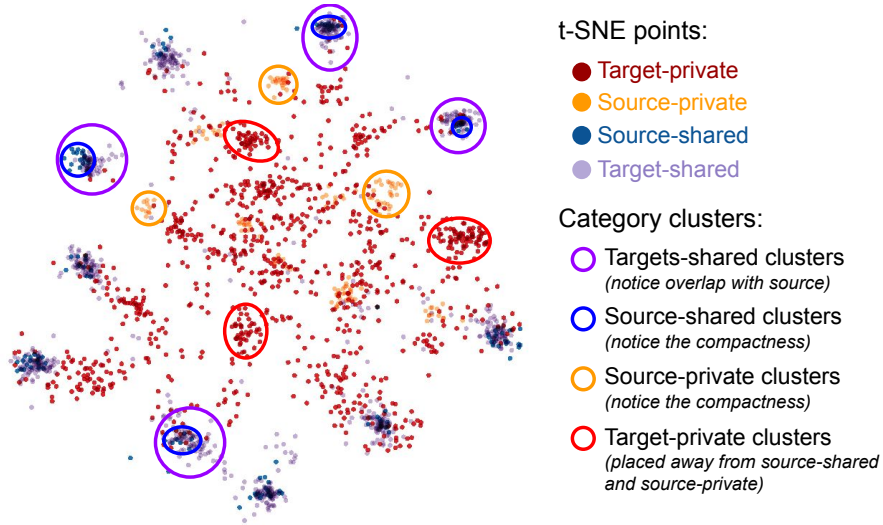 t-SNE points:
Target-private
Source-private
Source-shared
Target-shared
Category clusters:
Targets-shared clusters
(notice overlap with source)
Source-shared clusters
(notice the compactness)
Source-private clusters
(notice the compactness)
Target-private clusters
(placed away from source-shared
and source-private)